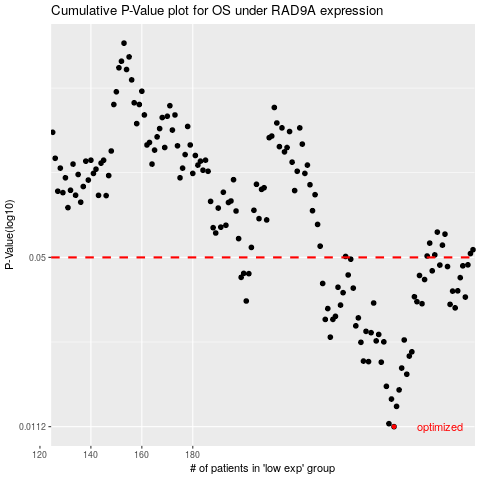 Cumulative P-Value plot for OS under RAD9A expression
P-Value(log10)
0.05
0.0112
optimized
120 140 160 180
# of patients in 'low exp' group